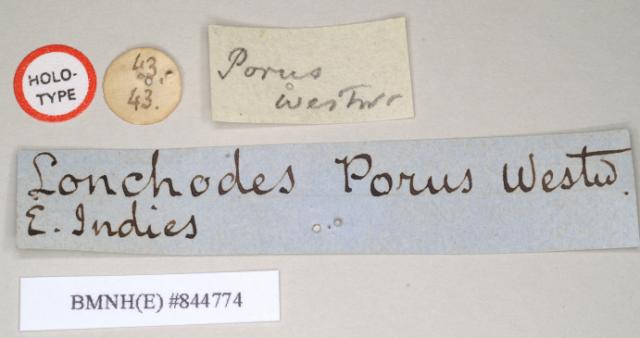 HOLO-
TYPE
43
43.
Porus
Westw
Lonchodes Porus Westw.
E. Indies
BMNH(E) #844774